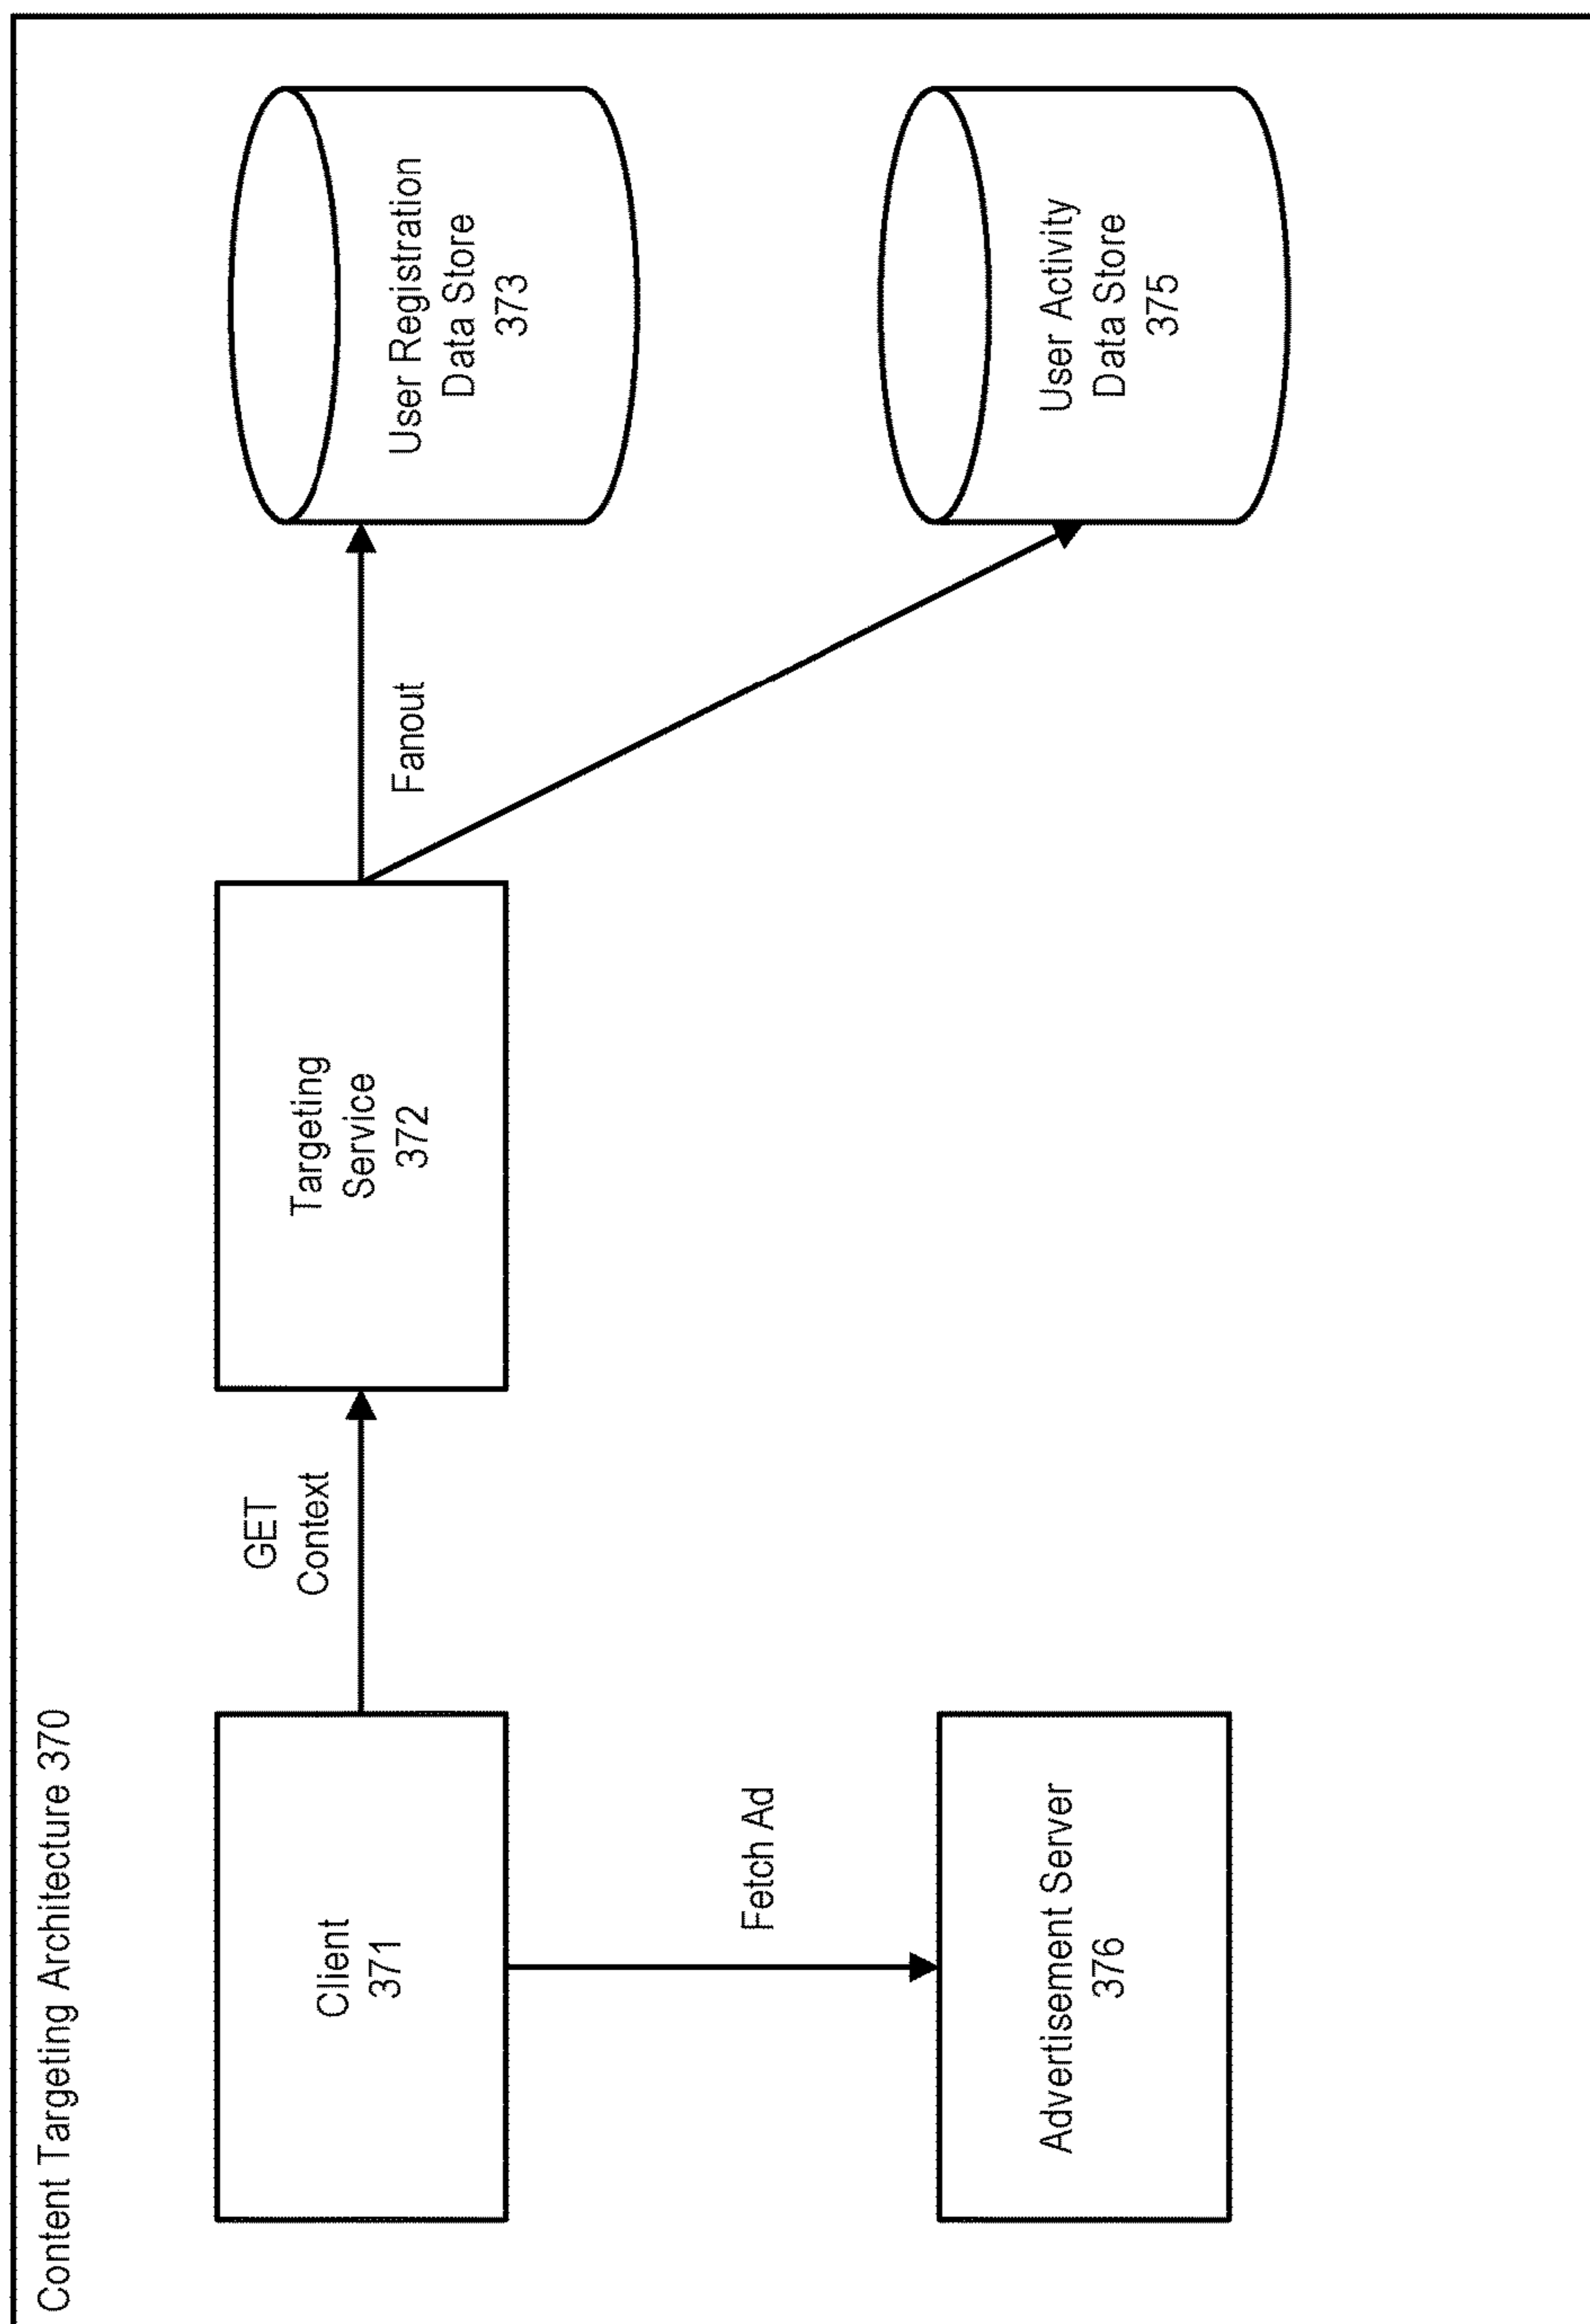 Content Targeting Architecture 370
Client
371
GET
Context
Targeting
Service
372
Fanout
User Registration
Data Store
373
Fetch Ad
Advertisement Server
376
User Activity
Data Store
375